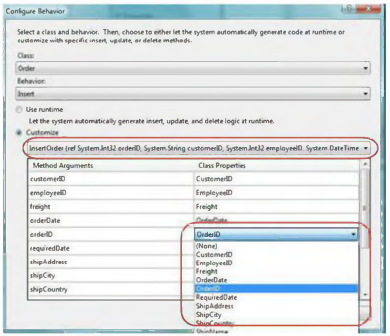 Configure Behavior
Select a class and behavior. Then, choose to either let the system automatically generate code at runtime or
customize with specific insert, update, or delete methods.
Class:
Order
Behavior:
Insert
Use runtime
Let the system automatically generate insert, update, and delete logic at runtime.
Customize
InsertOrder (ref System.Int32 orderID, System.String customerID, System.Int32 employeeID, System.DateTime
Method Arguments Class Properties
customerID CustomerID
employeeID EmployeeID
freight Freight
orderDate OrderDate
orderID OrderID
requiredDate (None)
CustomerID
shipAddress EmployeeID
Freight
shipCity OrderDate
OrderID
shipCountry RequiredDate
ShipAddress
ShipCity
ShipCountry
ShipName